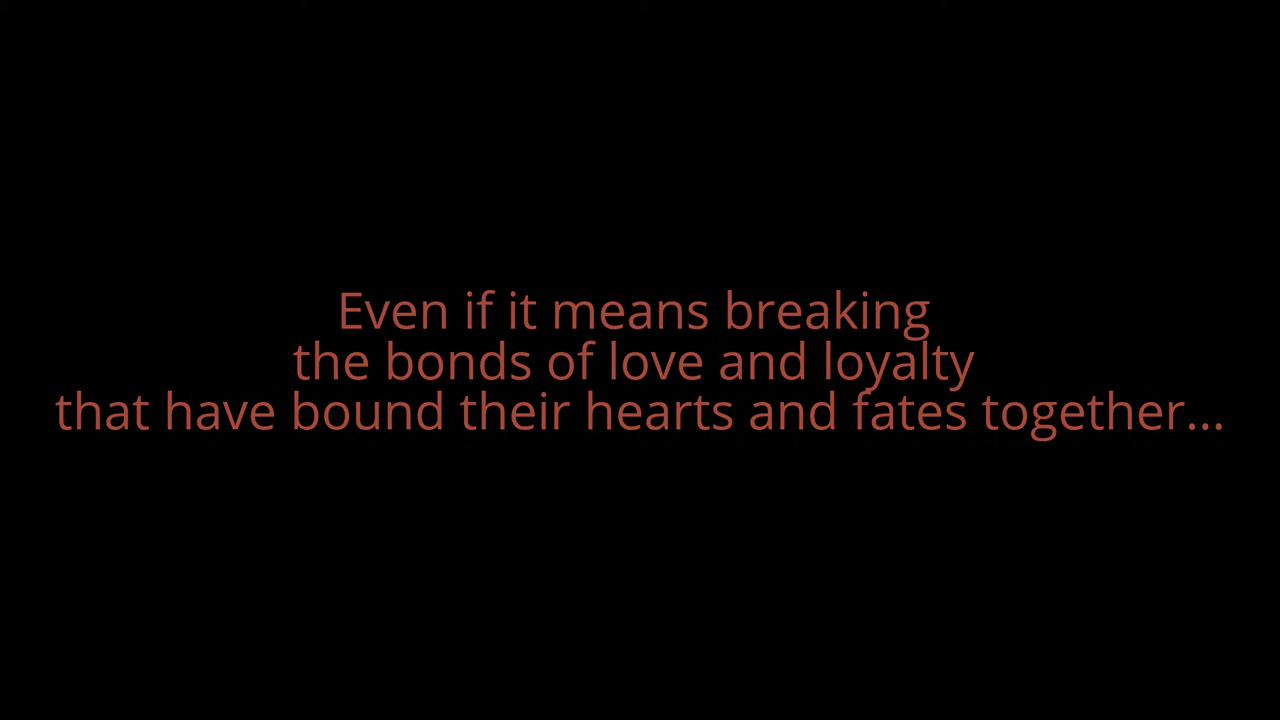 Even if it means breaking
the bonds of love and loyalty
that have bound their hearts and fates together...